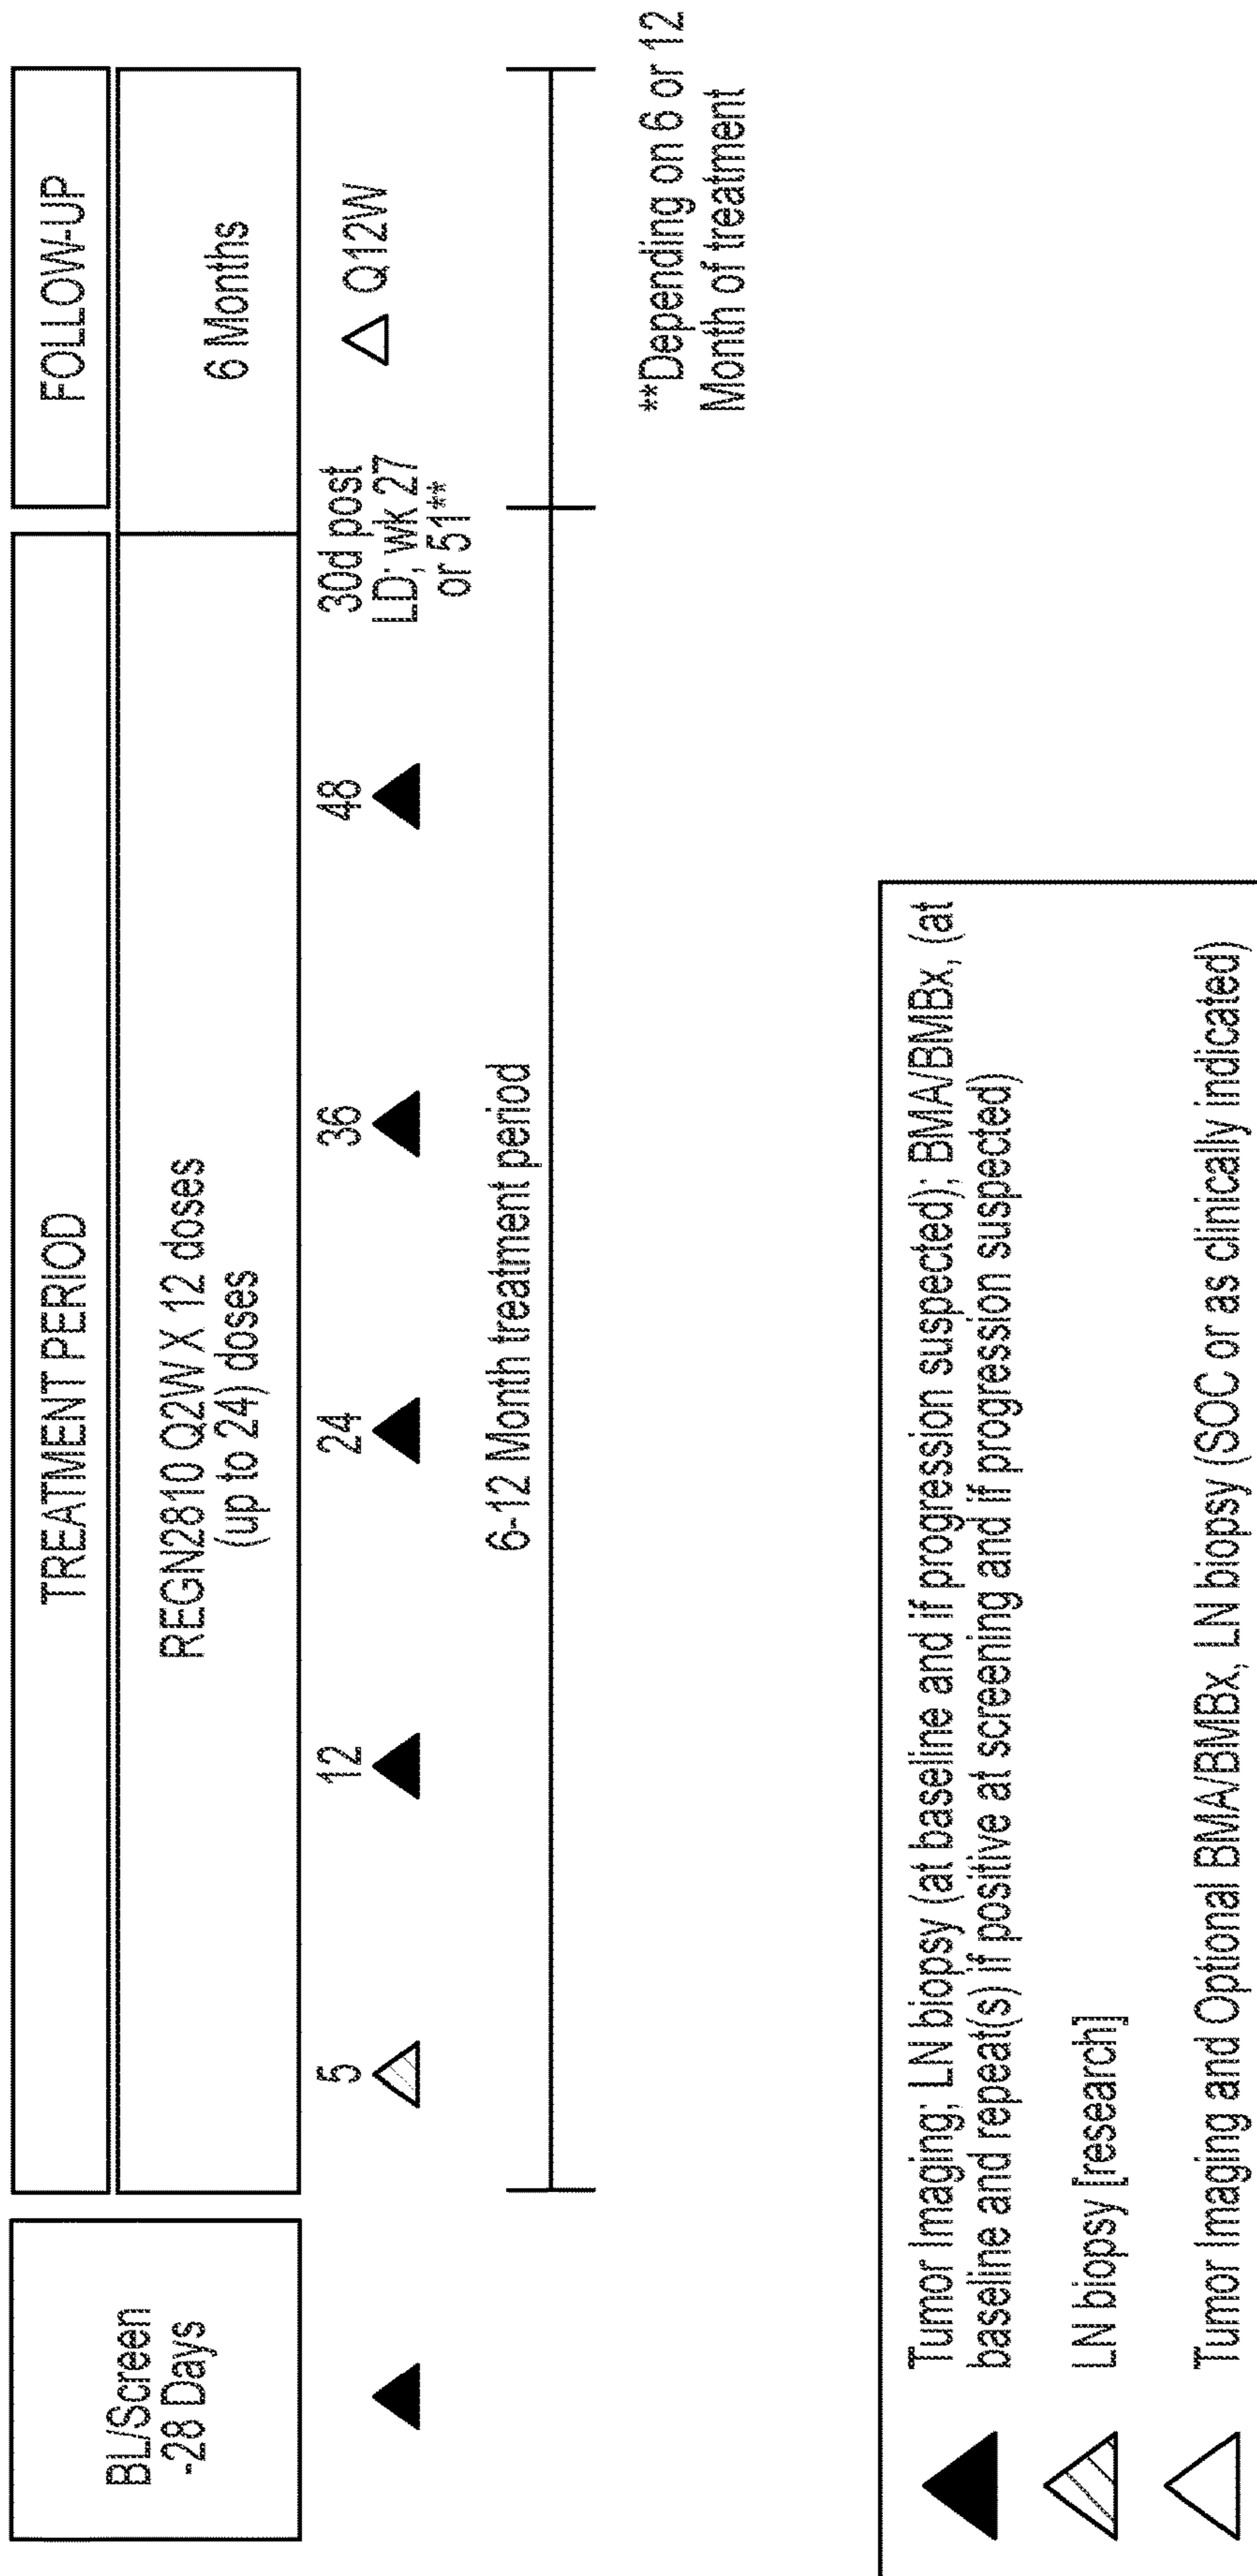 BL/Screen
-28 Days
TREATMENT PERIOD
FOLLOW-UP
REGN2810 Q2W X 12 doses
(up to 24) doses
6 Months
5
12
24
36
48
30d post
LD; wk 27
or 51**
Q12W
6-12 Month treatment period
**Depending on 6 or 12
Month of treatment
Tumor Imaging; LN biopsy (at baseline and if progression suspected); BMA/BMBx, (at
baseline and repeat(s) if positive at screening and if progression suspected)
LN biopsy [research]
Tumor Imaging and Optional BMA/BMBx, LN biopsy (SOC or as clinically indicated)